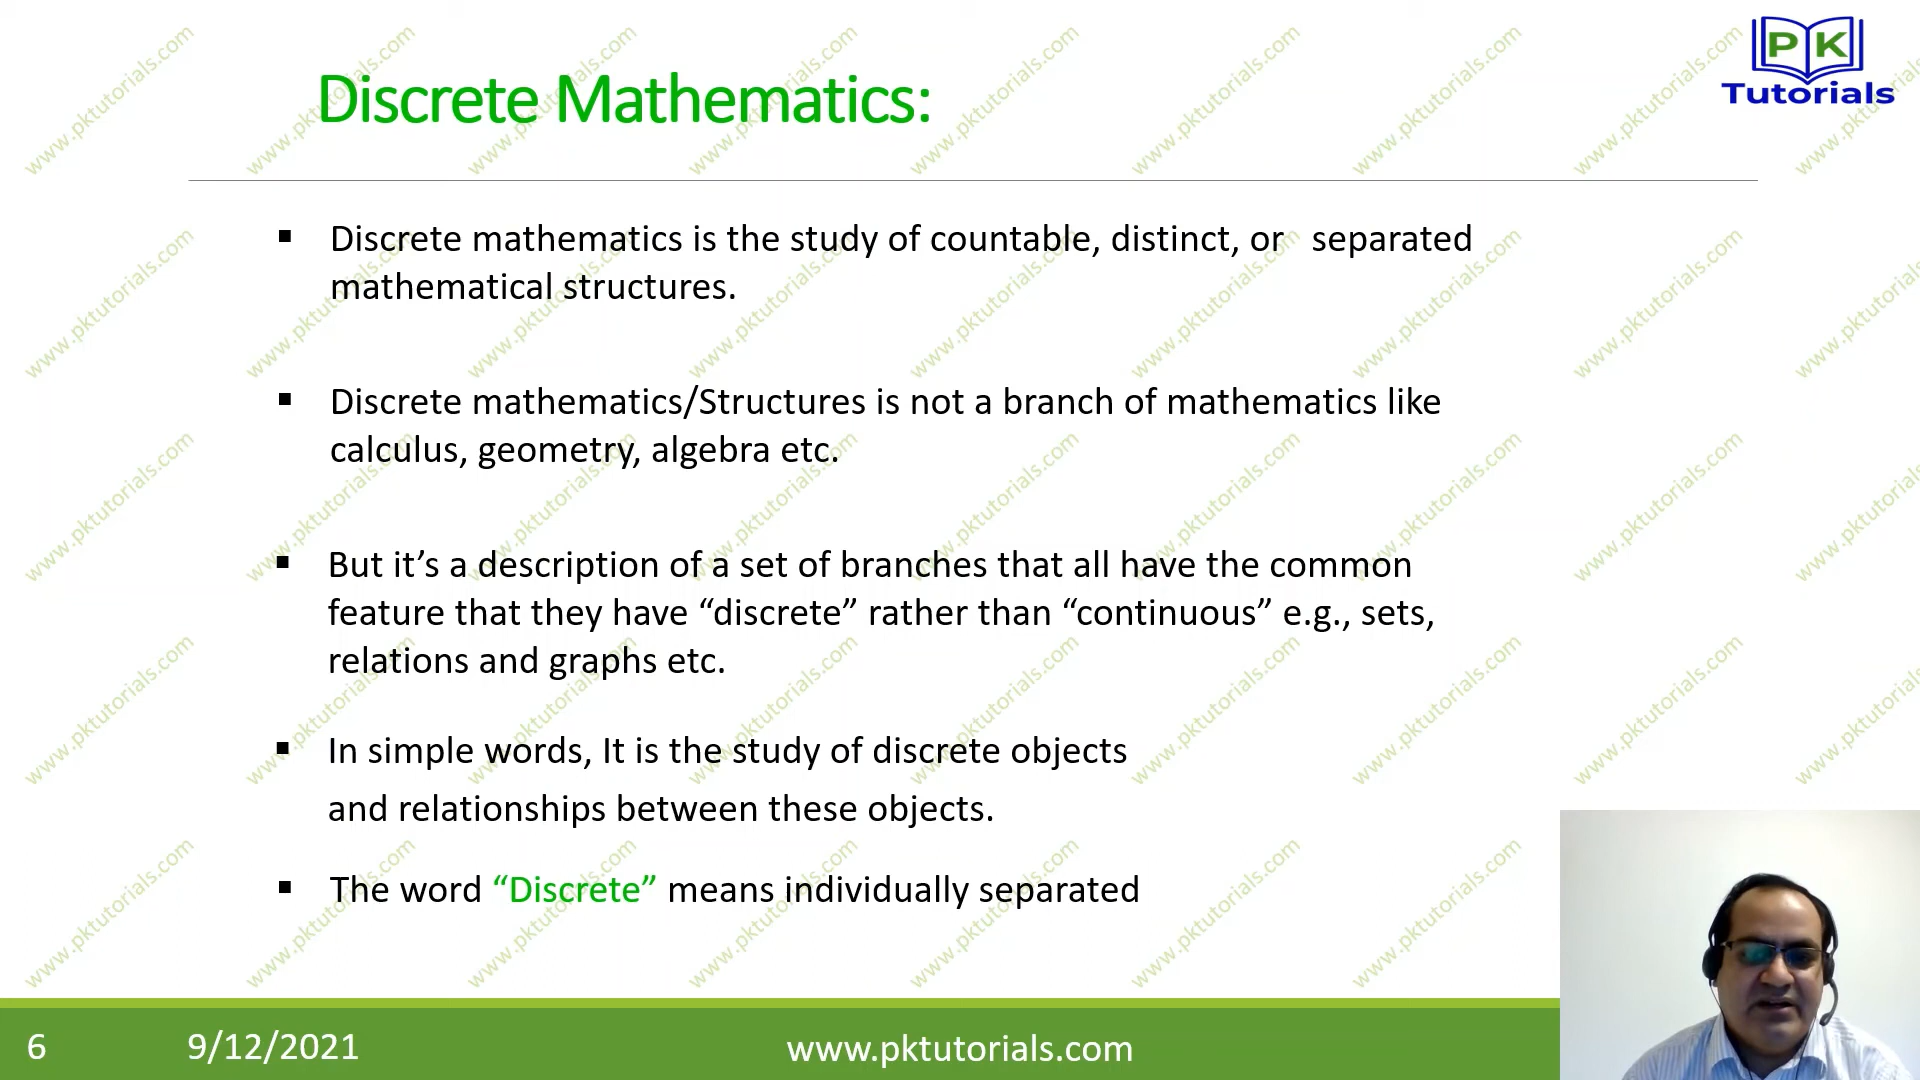 P K
Tutorials
Discrete Mathematics:
▪ Discrete mathematics is the study of countable, distinct, or separated
mathematical structures.
▪ Discrete mathematics/Structures is not a branch of mathematics like
calculus, geometry, algebra etc.
▪ But it’s a description of a set of branches that all have the common
feature that they have “discrete” rather than “continuous” e.g., sets,
relations and graphs etc.
▪ In simple words, It is the study of discrete objects
and relationships between these objects.
▪ The word “Discrete” means individually separated
6 9/12/2021 www.pktutorials.com
www.pktutorials.com